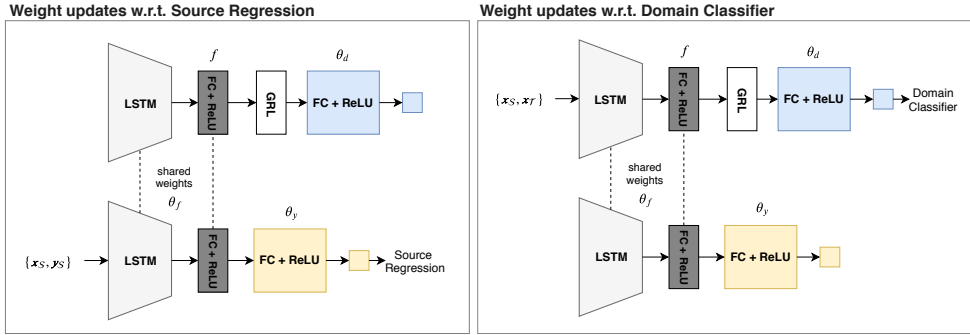 Weight updates w.r.t. Source Regression
f
θd
LSTM
FC + ReLU
GRL
FC + ReLU
shared
weights
θf
θy
{xS, yS}
LSTM
FC + ReLU
FC + ReLU
Source
Regression
Weight updates w.r.t. Domain Classifier
f
θd
{xS, xT}
LSTM
FC + ReLU
GRL
FC + ReLU
Domain
Classifier
shared
weights
θf
θy
LSTM
FC + ReLU
FC + ReLU